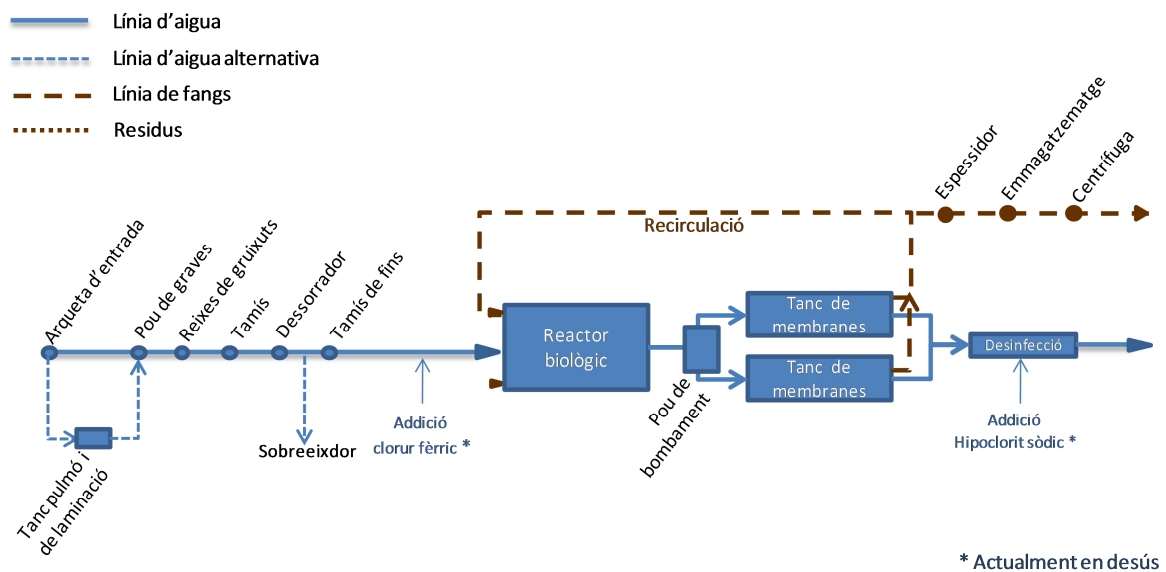 Línia d'aigua
Línia d'aigua alternativa
Línia de fangs
Residus
Espessidor
Emmagatzematge
Centrífuga
Recirculació
Arqueta d'entrada
Pou de graves
Reixes de gruixuts
Tamís
Dessorrador
Tamís de fins
Reactor
biològic
Tanc de
membranes
Tanc de
membranes
Desinfecció
Pou de
bombament
Tanc pulmó i
de laminació
Sobreeixdor
Addició
clorur fèrric *
Addició
Hipoclorit sòdic *
* Actualment en desús